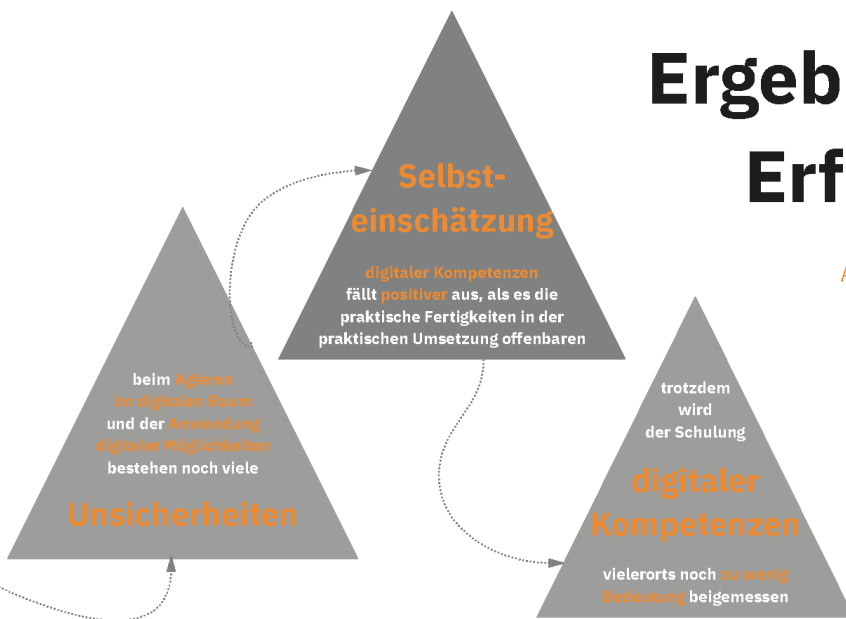 Ergeb
Erf
A
Selbst-
einschätzung
digitaler Kompetenzen
fällt positiver aus, als es die
praktische Fertigkeiten in der
praktischen Umsetzung offenbaren
beim Agieren
im digitalen Raum
und der Anwendung
digitaler Möglichkeiten
bestehen noch viele
Unsicherheiten
trotzdem
wird
der Schulung
digitaler
Kompetenzen
vielerorts noch zu wenig
Bedeutung beigemessen